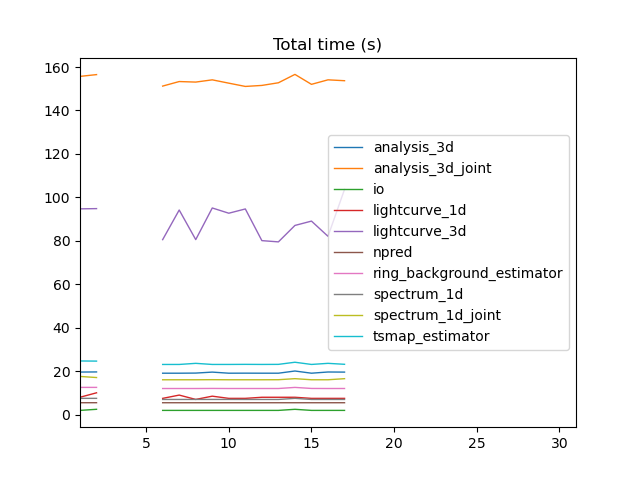 Total time (s)
160
140
120
100
80
60
40
20
0
analysis_3d
analysis_3d_joint
io
lightcurve_1d
lightcurve_3d
npred
ring_background_estimator
spectrum_1d
spectrum_1d_joint
tsmap_estimator
5 10 15 20 25 30